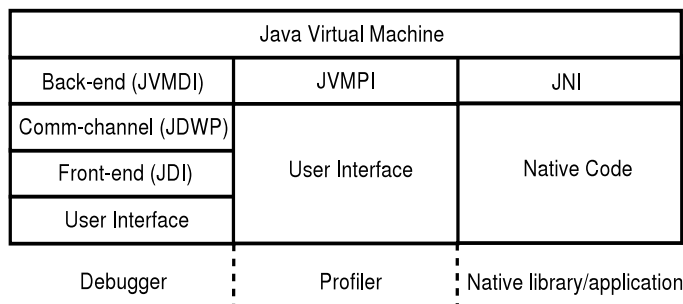 Java Virtual Machine
Back-end (JVMDI)
JVMPI
JNI
Comm-channel (JDWP)
Front-end (JDI)
User Interface
User Interface
Native Code
Debugger
Profiler
Native library/application